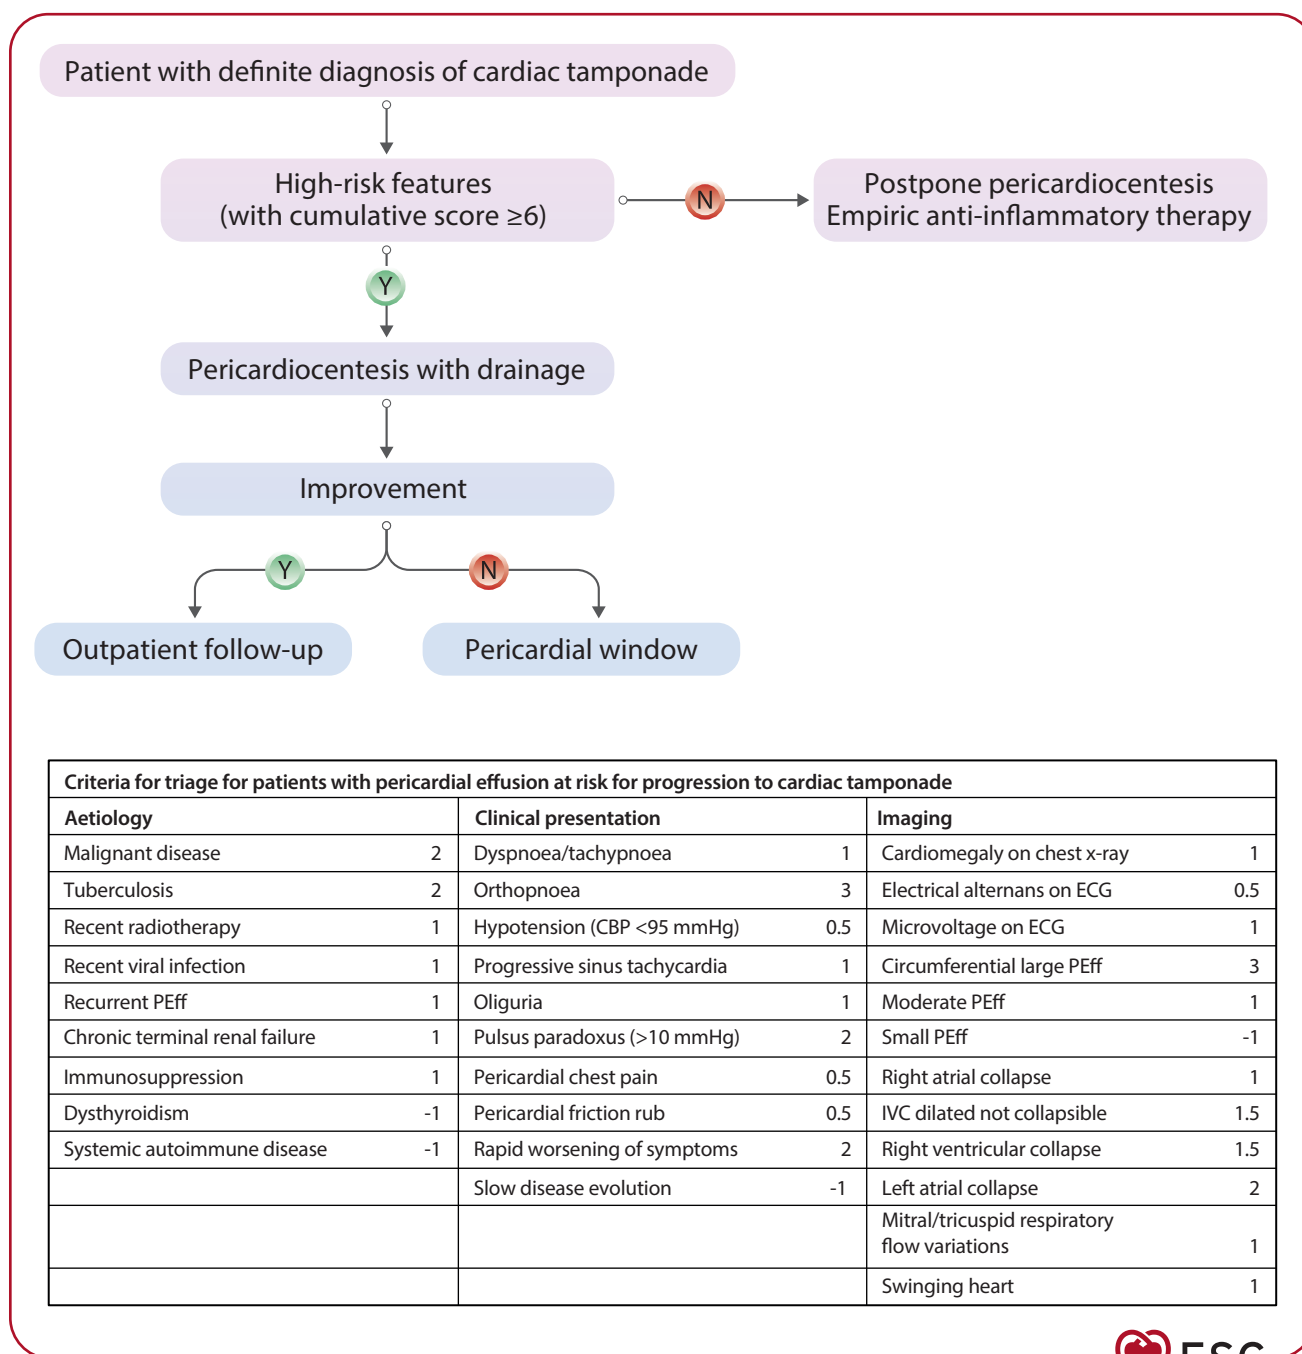 Patient with definite diagnosis of cardiac tamponade
High-risk features
(with cumulative score ≥6)
N
Postpone pericardiocentesis
Empiric anti-inflammatory therapy
Y
Pericardiocentesis with drainage
Improvement
Y
N
Outpatient follow-up
Pericardial window
Criteria for triage for patients with pericardial effusion at risk for progression to cardiac tamponade
Aetiology Clinical presentation Imaging
Malignant disease 2 Dyspnoea/tachypnoea 1 Cardiomegaly on chest x-ray 1
Tuberculosis 2 Orthopnoea 3 Electrical alternans on ECG 0.5
Recent radiotherapy 1 Hypotension (CBP <95 mmHg) 0.5 Microvoltage on ECG 1
Recent viral infection 1 Progressive sinus tachycardia 1 Circumferential large PEff 3
Recurrent PEff 1 Oliguria 1 Moderate PEff 1
Chronic terminal renal failure 1 Pulsus paradoxus (>10 mmHg) 2 Small PEff -1
Immunosuppression 1 Pericardial chest pain 0.5 Right atrial collapse 1
Dysthyroidism -1 Pericardial friction rub 0.5 IVC dilated not collapsible 1.5
Systemic autoimmune disease -1 Rapid worsening of symptoms 2 Right ventricular collapse 1.5
Slow disease evolution -1 Left atrial collapse 2
Mitral/tricuspid respiratory
flow variations 1
Swinging heart 1
ESC